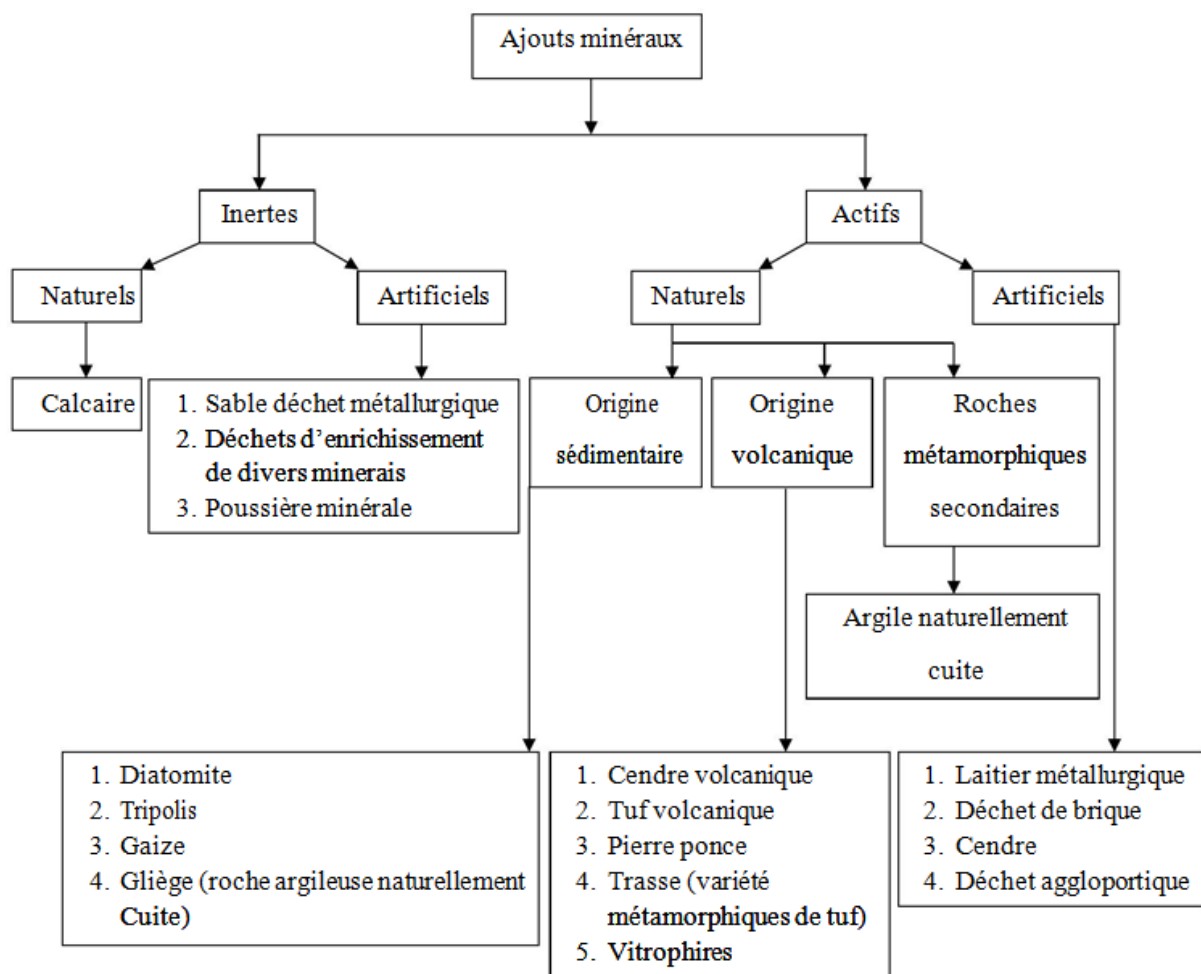 Ajouts minéraux
Inertes
Actifs
Naturels
Artificiels
Naturels
Artificiels
Calcaire
1. Sable déchet métallurgique
2. Déchets d’enrichissement
de divers minerais
3. Poussière minérale
Origine
sédimentaire
Origine
volcanique
Roches
métamorphiques
secondaires
Argile naturellement
cuite
1. Diatomite
2. Tripolis
3. Gaize
4. Gliège (roche argileuse naturellement
Cuite)
1. Cendre volcanique
2. Tuf volcanique
3. Pierre ponce
4. Trasse (variété
métamorphiques de tuf)
5. Vitrophires
1. Laitier métallurgique
2. Déchet de brique
3. Cendre
4. Déchet aggloportique